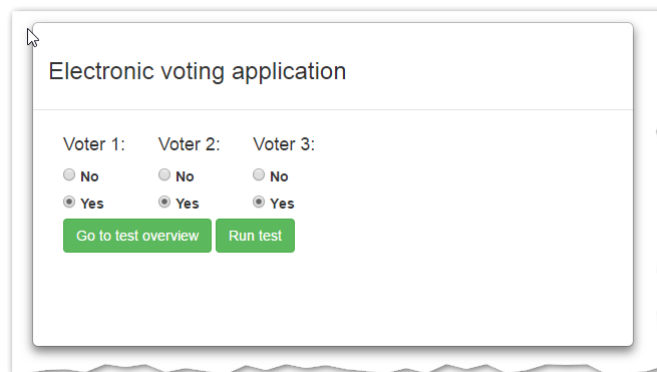 Electronic voting application
Voter 1: Voter 2: Voter 3:
No No No
Yes Yes Yes
Go to test overview Run test